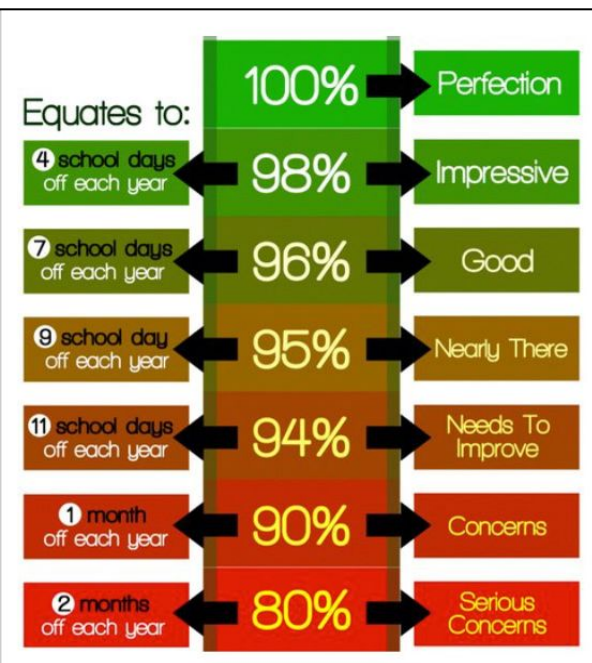 100%
Perfection
Equates to:
4 school days
off each year
98%
Impressive
7 school days
off each year
96%
Good
9 school day
off each year
95%
Nearly There
11 school days
off each year
94%
Needs To
Improve
1 month
off each year
90%
Concerns
2 months
off each year
80%
Serious
Concerns